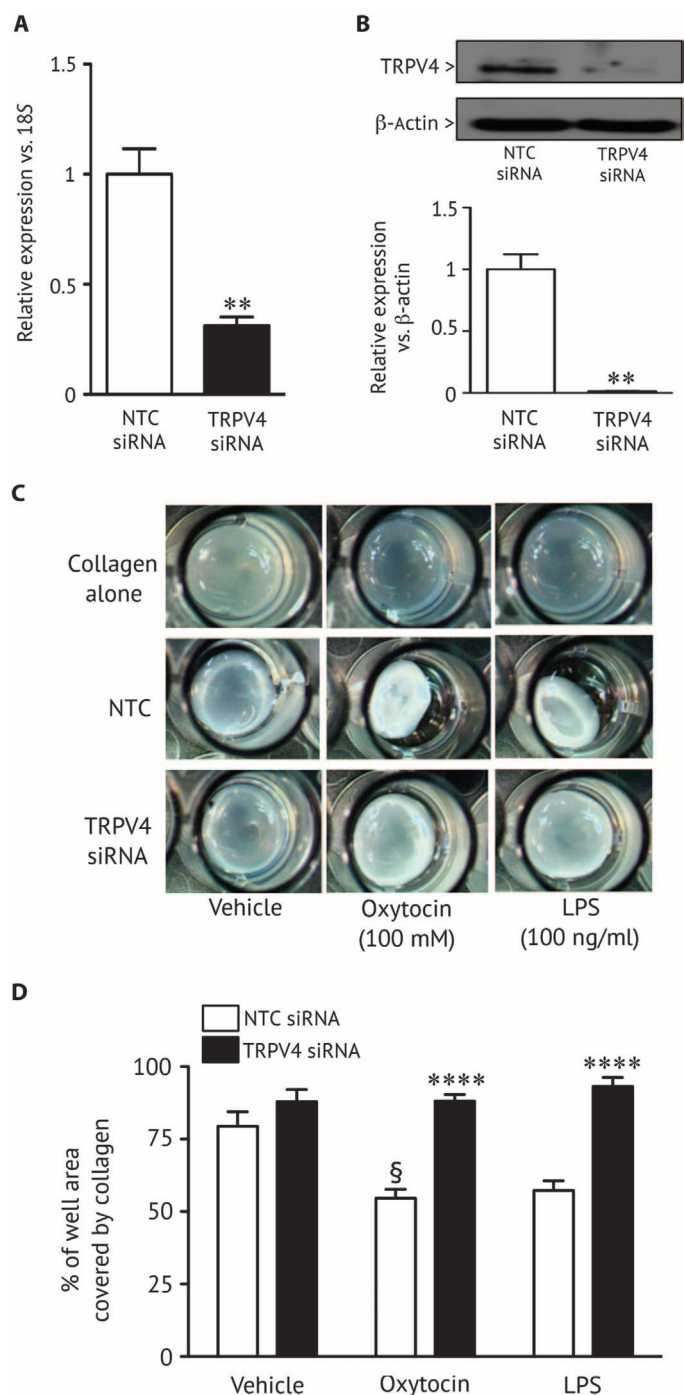 A
Relative expression vs. 18S
1.5
1
0.5
0
**
NTC
siRNA
TRPV4
siRNA
B
TRPV4 >
β-Actin >
NTC
siRNA
TRPV4
siRNA
Relative expression
vs. β-actin
1.5
1
0.5
0
**
NTC
siRNA
TRPV4
siRNA
C
Collagen
alone
NTC
TRPV4
siRNA
Vehicle
Oxytocin
(100 mM)
LPS
(100 ng/ml)
D
NTC siRNA
TRPV4 siRNA
% of well area
covered by collagen
100
75
50
25
0
§
****
****
Vehicle
Oxytocin
LPS